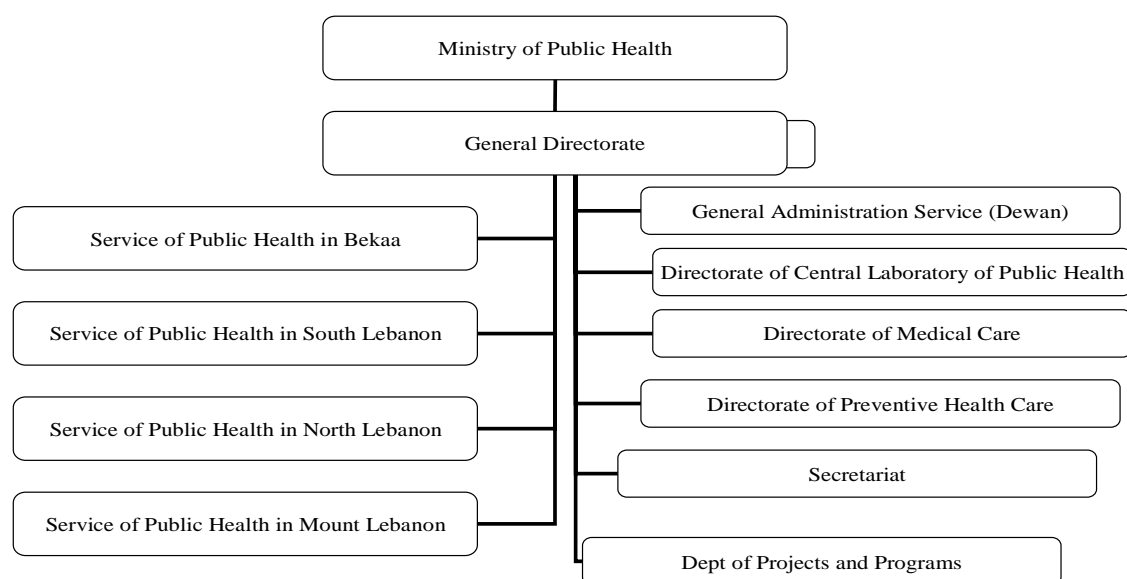 Ministry of Public Health
General Directorate
General Administration Service (Dewan)
Service of Public Health in Bekaa
Directorate of Central Laboratory of Public Health
Service of Public Health in South Lebanon
Directorate of Medical Care
Directorate of Preventive Health Care
Service of Public Health in North Lebanon
Secretariat
Service of Public Health in Mount Lebanon
Dept of Projects and Programs